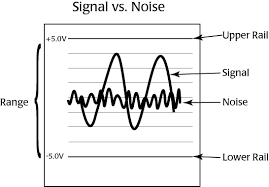 Signal vs. Noise
+5.0V
Upper Rail
Signal
Range
Noise
-5.0V
Lower Rail